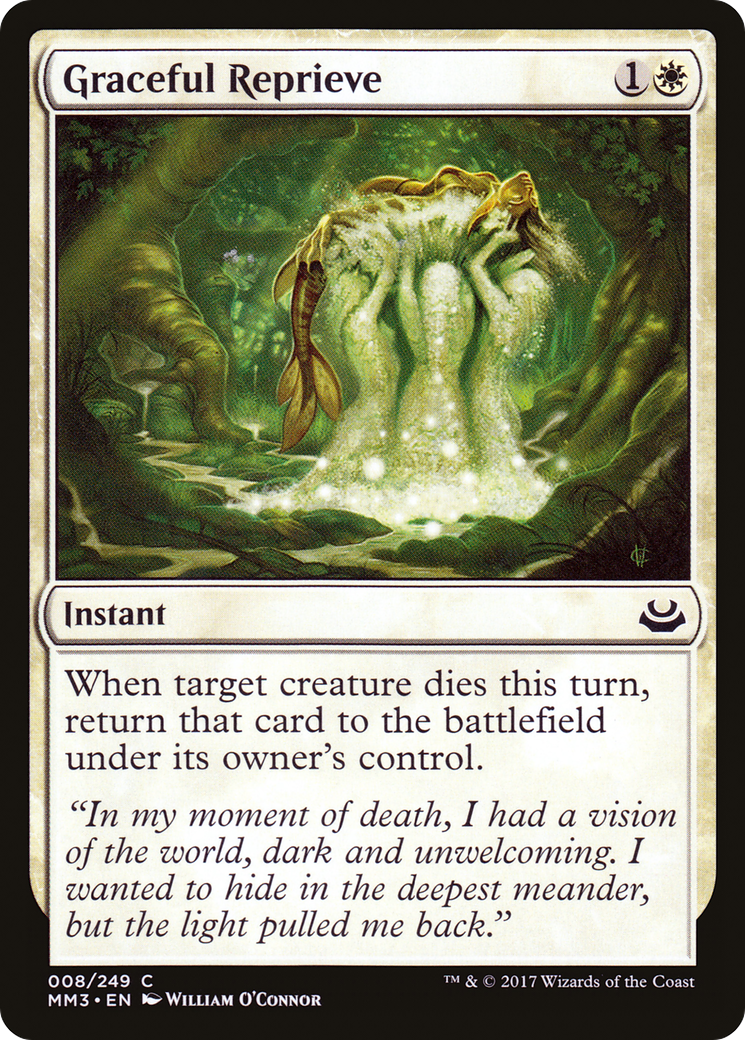 Graceful Reprieve 1
Instant
When target creature dies this turn,
return that card to the battlefield
under its owner's control.
“In my moment of death, I had a vision
of the world, dark and unwelcoming. I
wanted to hide in the deepest meander,
but the light pulled me back.”
008/249 C
MM3 • EN William O'Connor
™ & © 2017 Wizards of the Coast